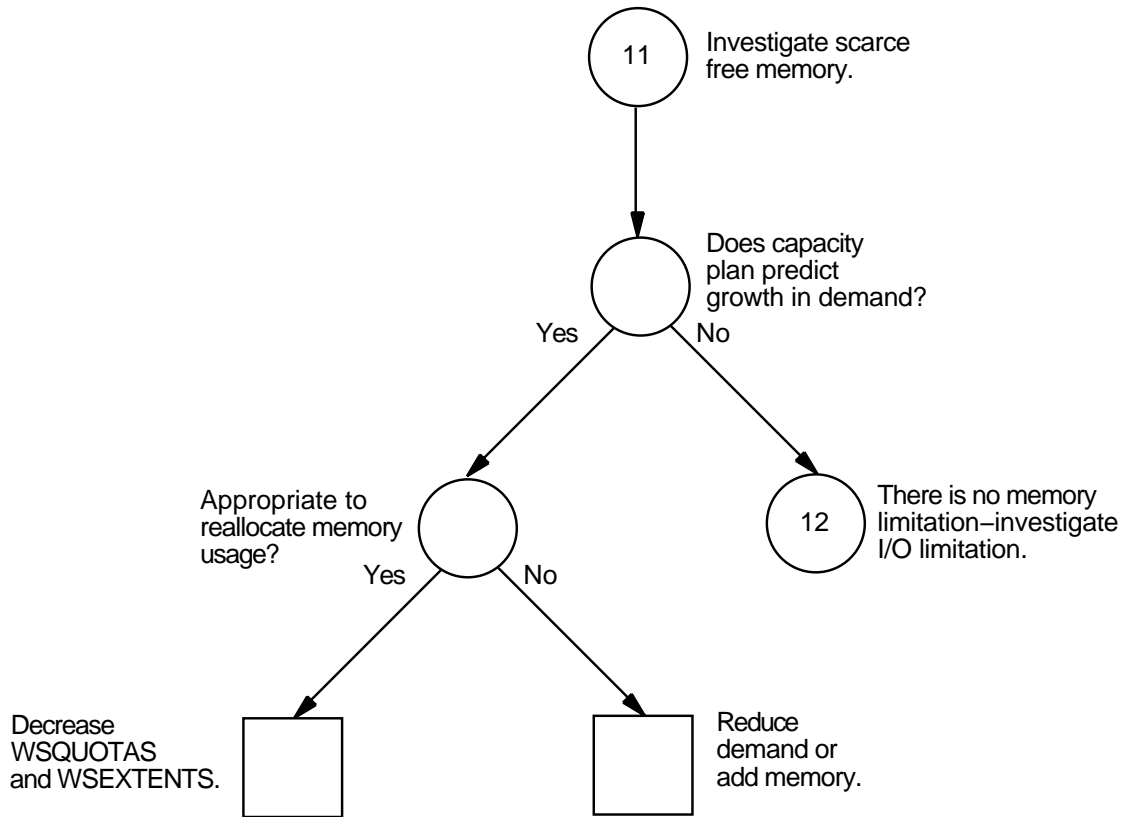 11
Investigate scarce
free memory.
Does capacity
plan predict
growth in demand?
Yes
No
Appropriate to
reallocate memory
usage?
12
There is no memory
limitation–investigate
I/O limitation.
Yes
No
Decrease
WSQUOTAS
and WSEXTENTS.
Reduce
demand or
add memory.